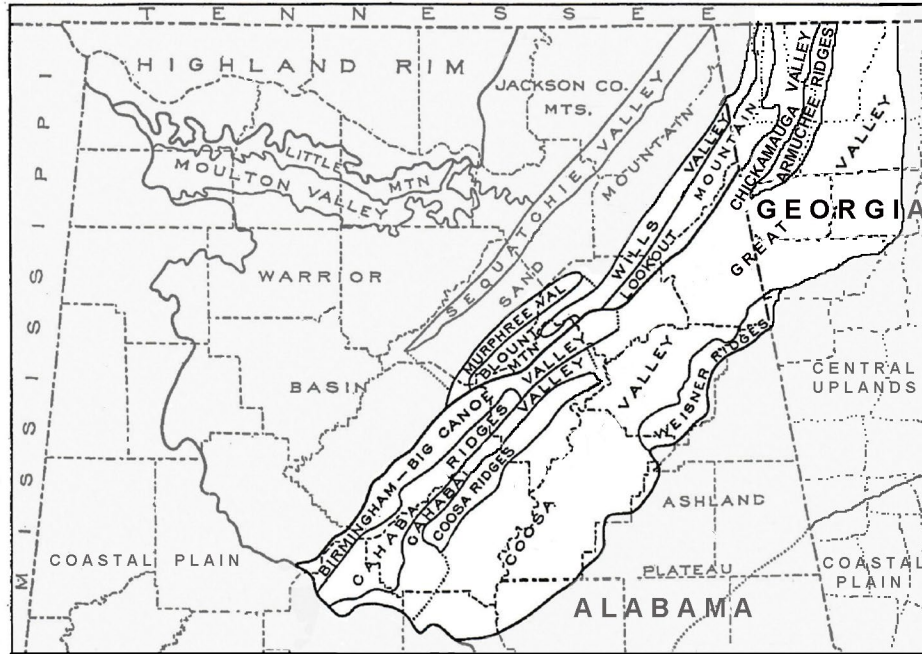 TENNESSEE
MISSISSIPPI
HIGHLAND RIM
JACKSON CO.
MTS.
LITTLE
MTN
MOULTON VALLEY
SEQUATCHIE VALLEY
SAND MOUNTAIN
WARRIOR
BASIN
WILLS VALLEY
LOOKOUT MOUNTAIN
CHICKAMAUGA VALLEY
ARMUCHEE RIDGES
GREAT VALLEY
GEORGIA
MURPHREE VAL
BLOUNT
MTN
BIRMINGHAM – BIG CANOE VALLEY
CAHABA RIDGES
CAHABA VALLEY
COOSA RIDGES
COOSA VALLEY
WEISNER RIDGES
CENTRAL
UPLANDS
ASHLAND
PLATEAU
COASTAL PLAIN
COASTAL
PLAIN
ALABAMA